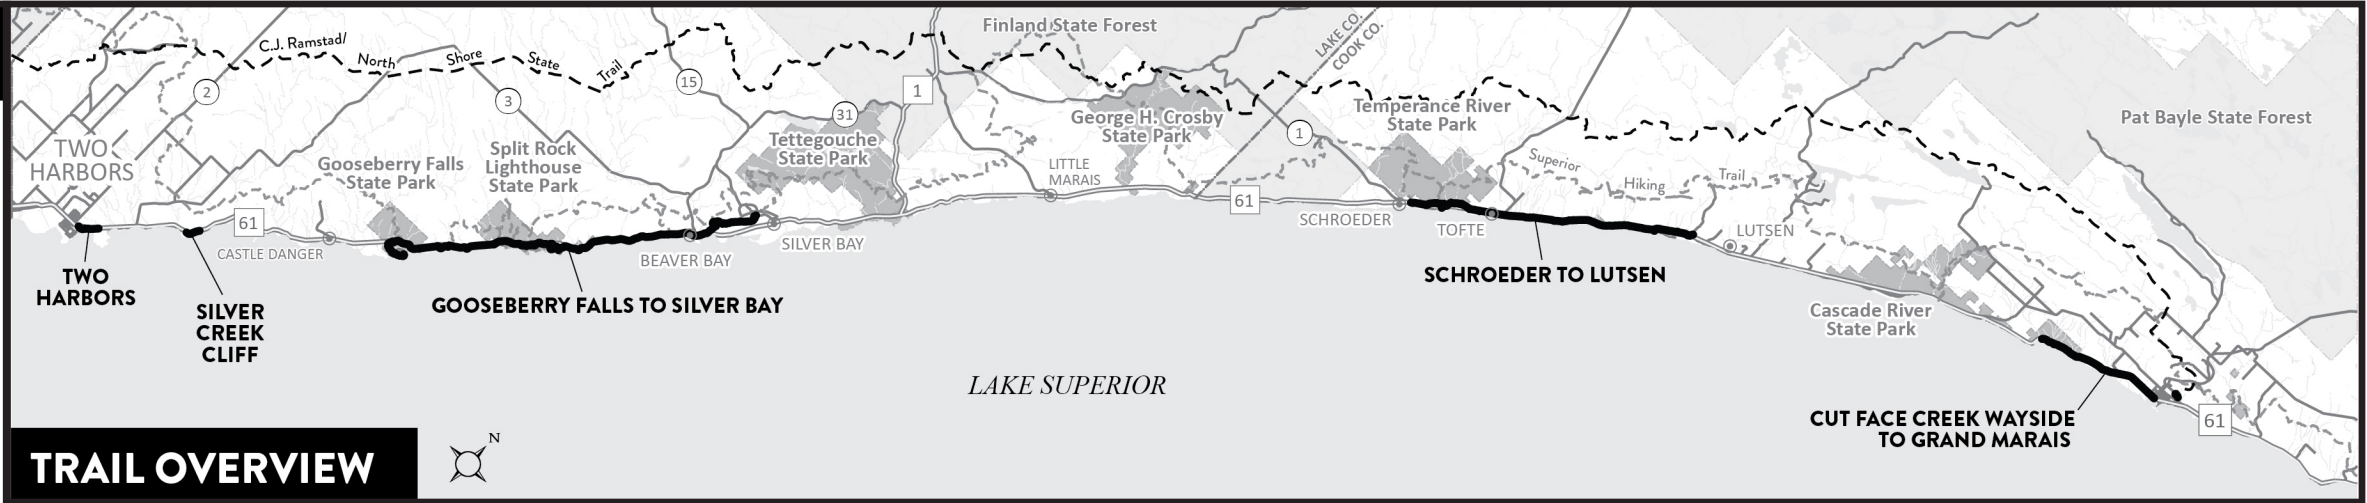 Finland State Forest
LAKE CO.
COOK CO.
C.J. Ramstad/
North
Shore
State
Trail
2
3
15
1
31
1
TWO
HARBORS
Gooseberry Falls
State Park
Split Rock
Lighthouse
State Park
Tettegouche
State Park
George H. Crosby
State Park
Temperance River
State Park
Pat Bayle State Forest
LITTLE
MARAIS
Superior
Hiking
Trail
61
61
CASTLE DANGER
BEAVER BAY
SILVER BAY
SCHROEDER
TOFTE
LUTSEN
TWO
HARBORS
SILVER
CREEK
CLIFF
GOOSEBERRY FALLS TO SILVER BAY
SCHROEDER TO LUTSEN
Cascade River
State Park
LAKE SUPERIOR
CUT FACE CREEK WAYSIDE
TO GRAND MARAIS
61
TRAIL OVERVIEW
N